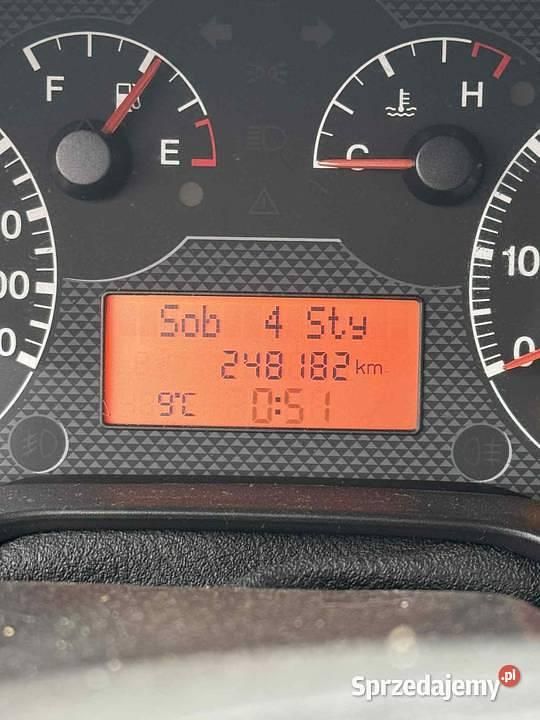 F
E
C
H
Sob 4 Sty
248182 km
9°C 0:51
Sprzedajemy.pl